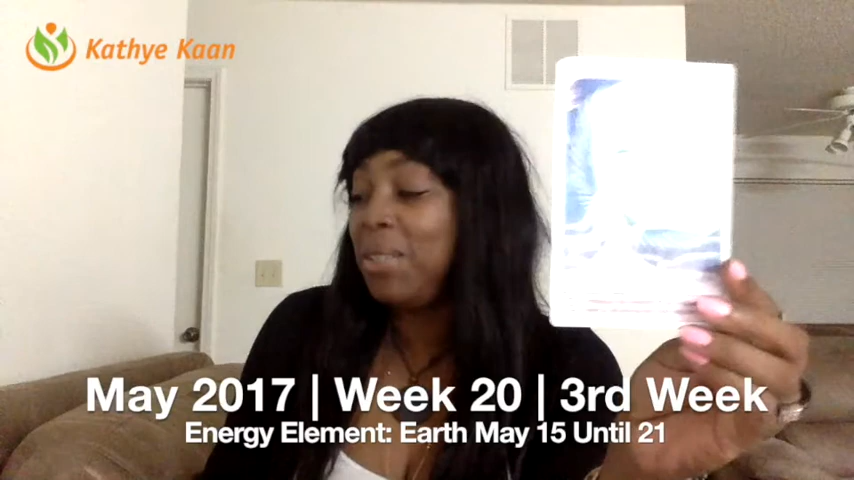 Kathye Kaan
May 2017 | Week 20 | 3rd Week
Energy Element: Earth May 15 Until 21